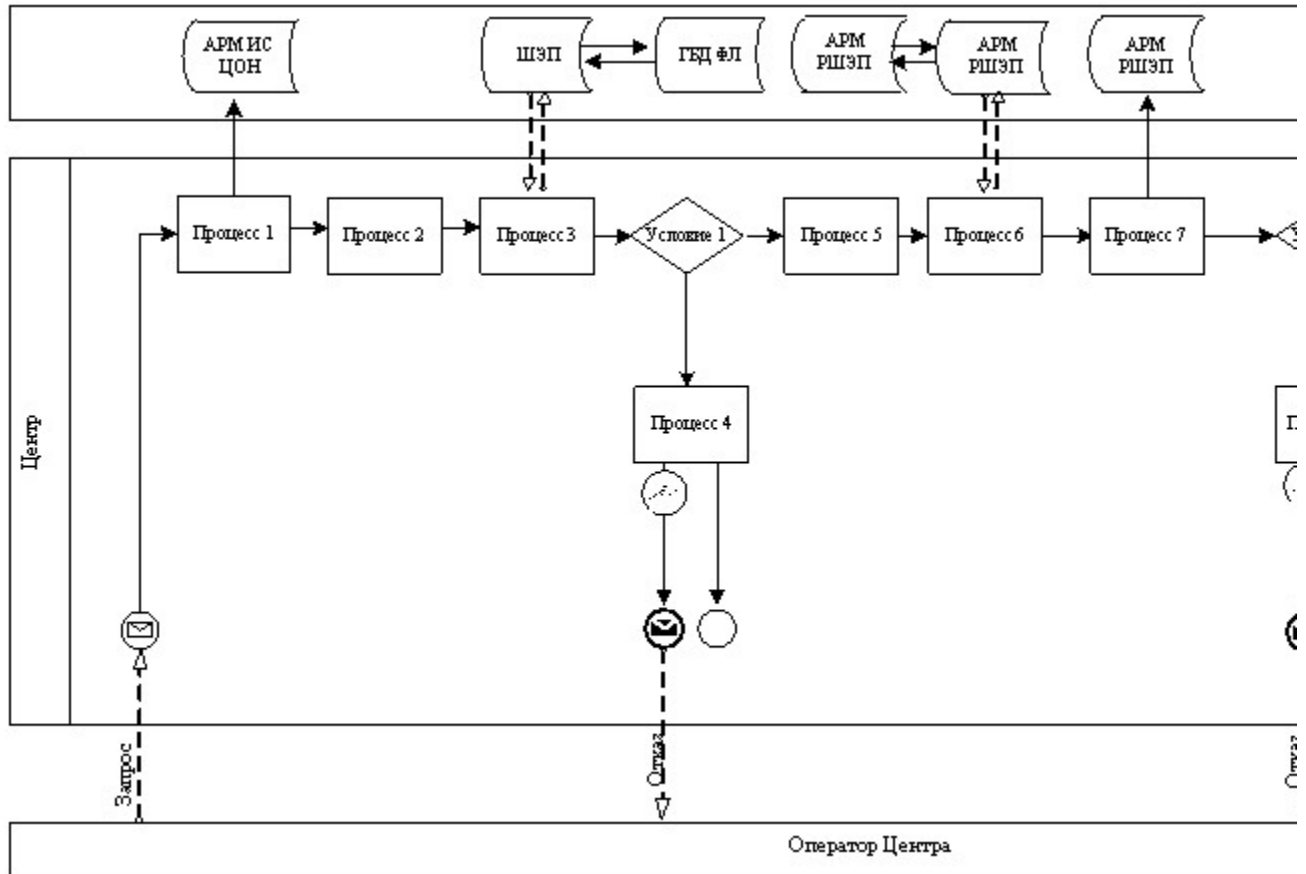 АРМ ИС
ЦОН
ШЭП
ГБД ФЛ
АРМ
РШЭП
АРМ
РШЭП
АРМ
РШЭП
Процесс 1
Процесс 2
Процесс 3
Условие 1
Процесс 5
Процесс 6
Процесс 7
Процесс 4
Центр
Запрос
Отказ
Отказ
Оператор Центра